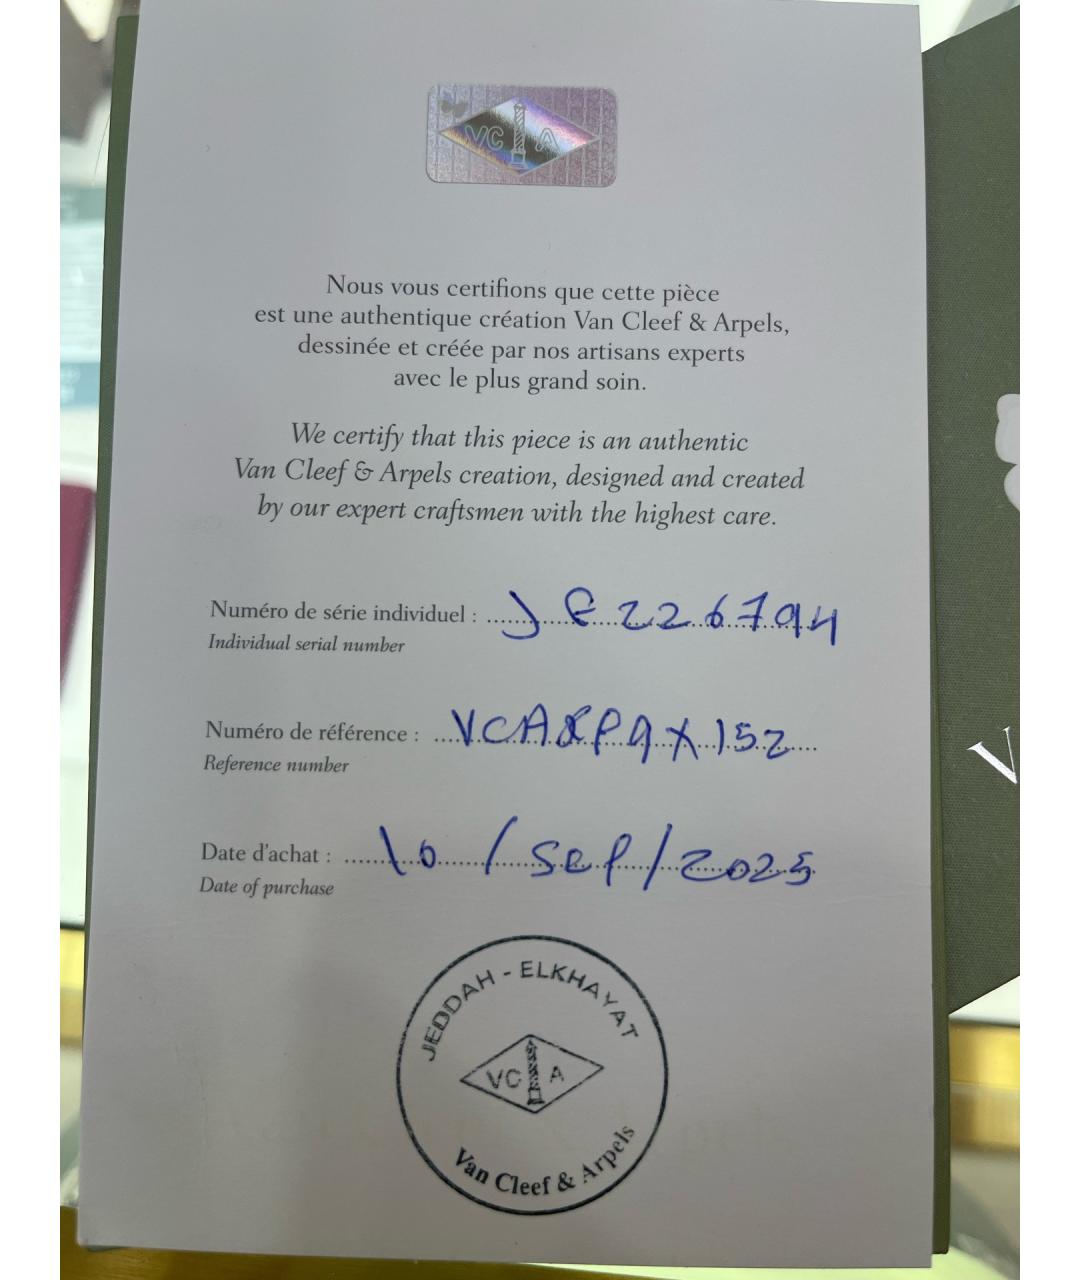 VC A
Nous vous certifions que cette pièce
est une authentique création Van Cleef & Arpels,
dessinée et créée par nos artisans experts
avec le plus grand soin.
We certify that this piece is an authentic
Van Cleef & Arpels creation, designed and created
by our expert craftsmen with the highest care.
Numéro de série individuel : JE226794
Individual serial number
Numéro de référence : VCARP9X152
Reference number
Date d'achat : 10/sep/2025
Date of purchase
JEDDAH - ELKHAYAT
VC A
Van Cleef & Arpels
V